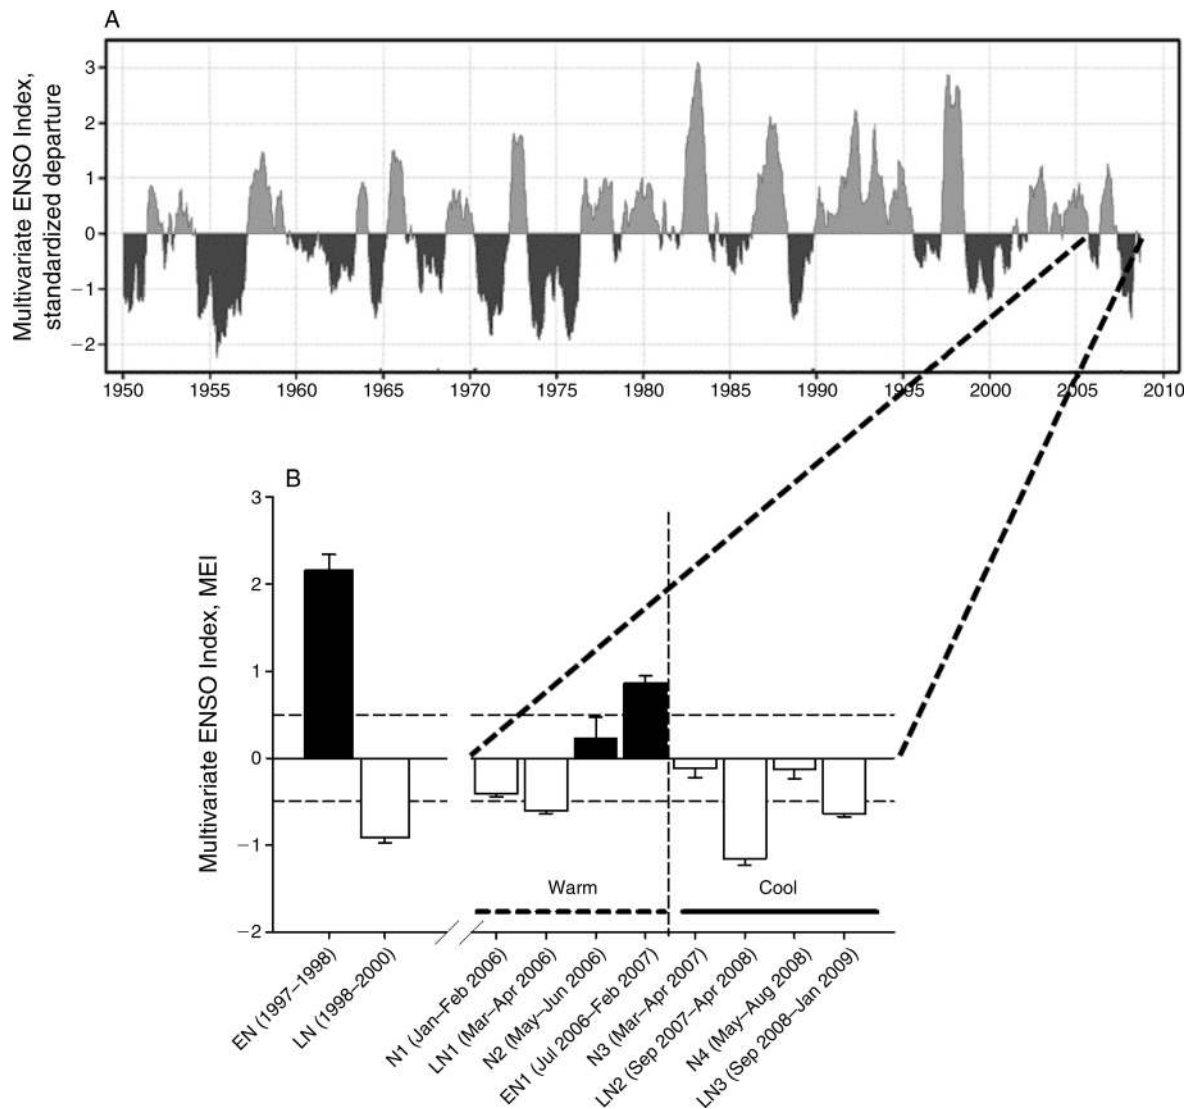 A
Multivariate ENSO Index,
standardized departure
3
2
1
0
−1
−2
1950 1955 1960 1965 1970 1975 1980 1985 1990 1995 2000 2005 2010
B
Multivariate ENSO Index, MEI
3
2
1
0
−1
−2
Warm
Cool
EN (1997–1998)
LN (1998–2000)
N1 (Jan–Feb 2006)
LN1 (Mar–Apr 2006)
N2 (May–Jun 2006)
EN1 (Jul 2006–Feb 2007)
N3 (Mar–Apr 2007)
LN2 (Sep 2007–Apr 2008)
N4 (May–Aug 2008)
LN3 (Sep 2008–Jan 2009)